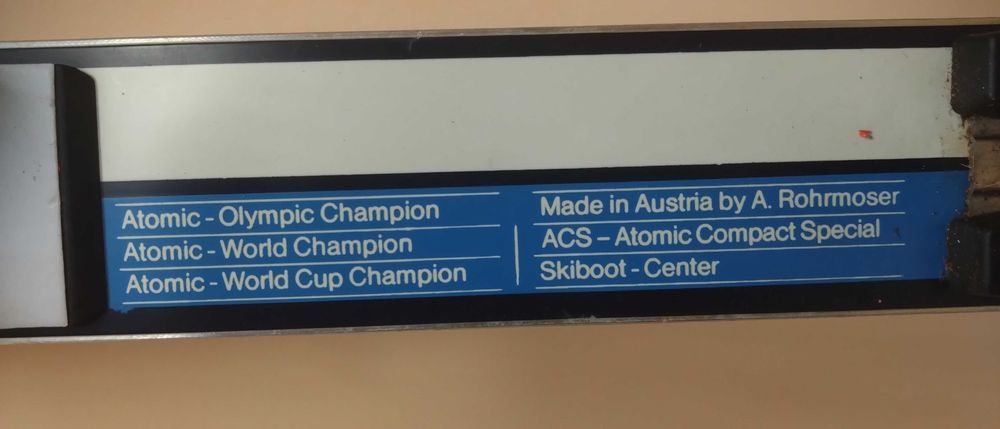 Atomic - Olympic Champion
Atomic - World Champion
Atomic - World Cup Champion
Made in Austria by A. Rohrmoser
ACS – Atomic Compact Special
Skiboot - Center